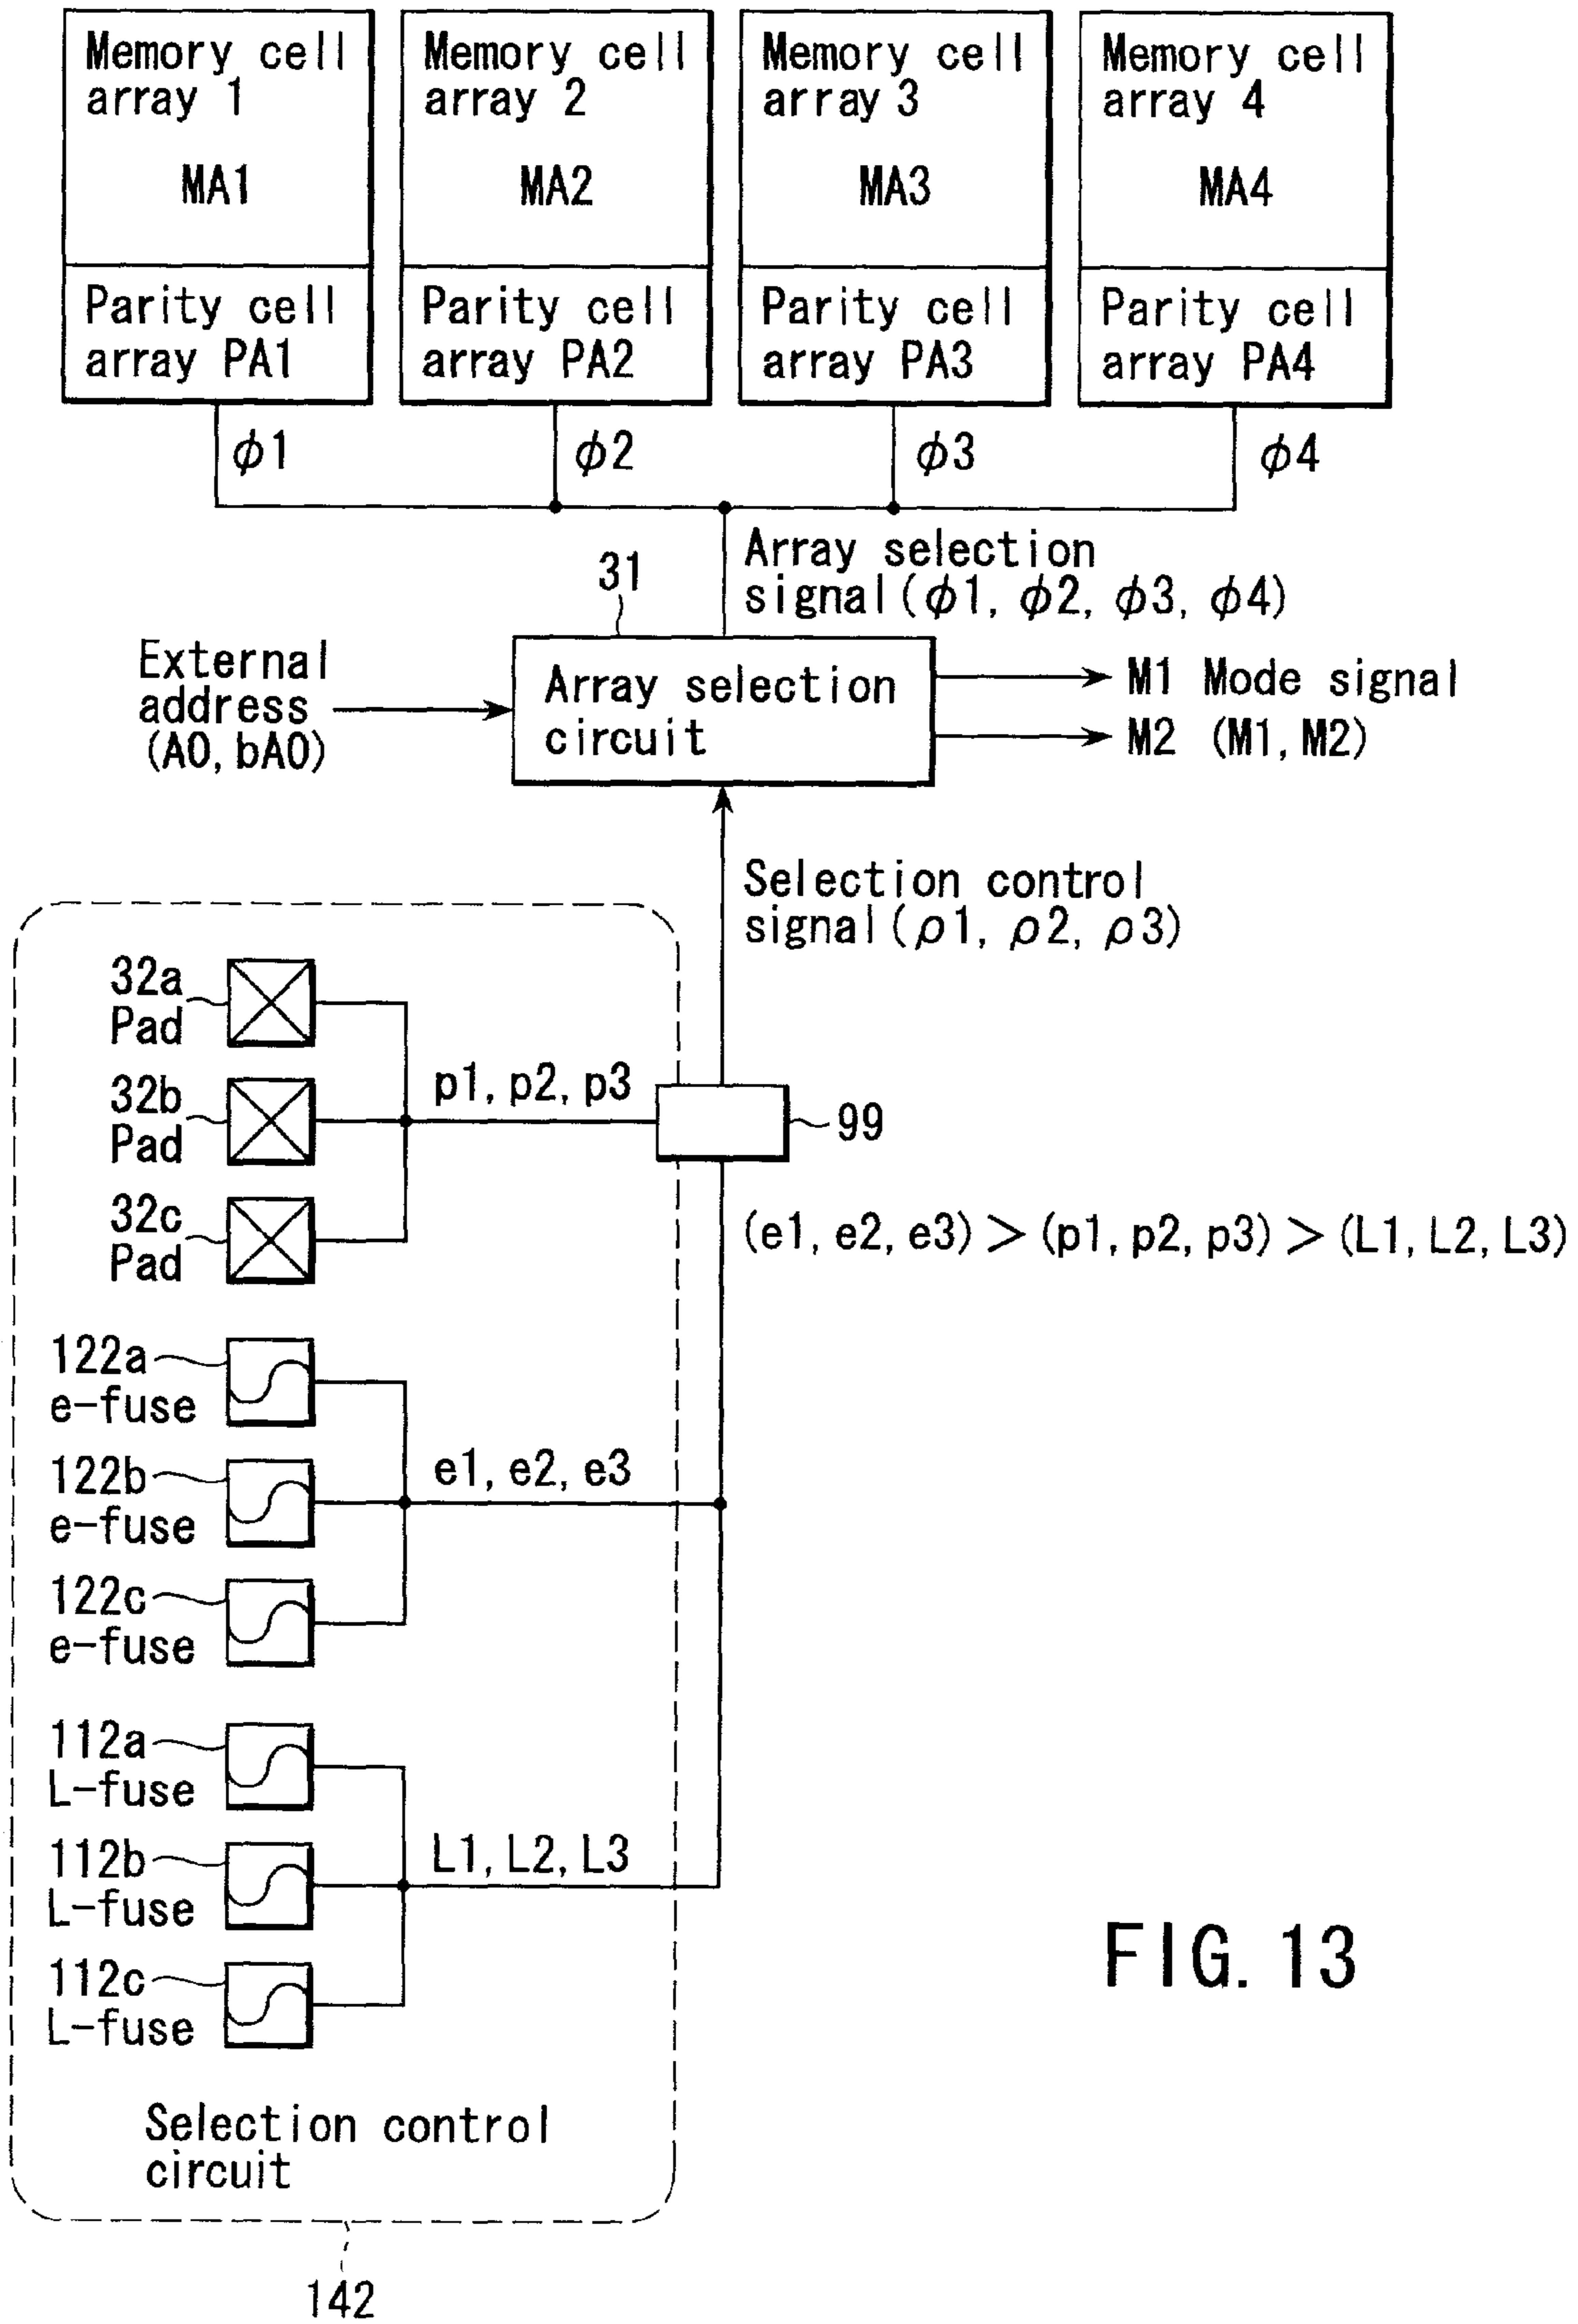 Memory cell
array 1
MA1
Memory cell
array 2
MA2
Memory cell
array 3
MA3
Memory cell
array 4
MA4
Parity cell
array PA1
Parity cell
array PA2
Parity cell
array PA3
Parity cell
array PA4
ϕ1
ϕ2
ϕ3
ϕ4
Array selection
signal(ϕ1, ϕ2, ϕ3, ϕ4)
31
External
address
(A0, bA0)
Array selection
circuit
M1 Mode signal
M2 (M1, M2)
Selection control
signal(ρ1, ρ2, ρ3)
32a
Pad
32b
Pad
32c
Pad
p1, p2, p3
99
(e1, e2, e3) > (p1, p2, p3) > (L1, L2, L3)
122a
e-fuse
122b
e-fuse
122c
e-fuse
e1, e2, e3
112a
L-fuse
112b
L-fuse
112c
L-fuse
L1, L2, L3
Selection control
circuit
142
FIG. 13